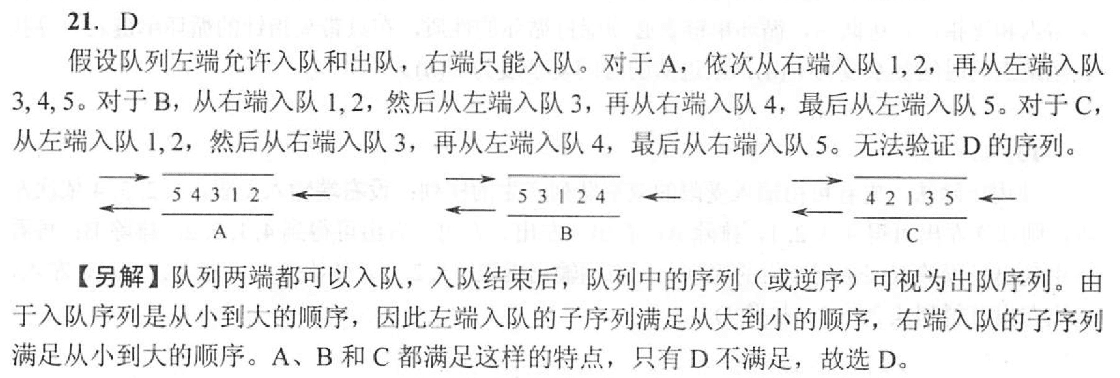 21. D
假设队列左端允许入队和出队，右端只能入队。对于 A，依次从右端入队 1, 2，再从左端入队
3, 4, 5。对于 B，从右端入队 1, 2，然后从左端入队 3，再从右端入队 4，最后从左端入队 5。对于 C，
从左端入队 1, 2，然后从右端入队 3，再从左端入队 4，最后从右端入队 5。无法验证 D 的序列。
5 4 3 1 2
5 3 1 2 4
4 2 1 3 5
A
B
C
【另解】队列两端都可以入队，入队结束后，队列中的序列（或逆序）可视为出队序列。由
于入队序列是从小到大的顺序，因此左端入队的子序列满足从大到小的顺序，右端入队的子序列
满足从小到大的顺序。A、B 和 C 都满足这样的特点，只有 D 不满足，故选 D。